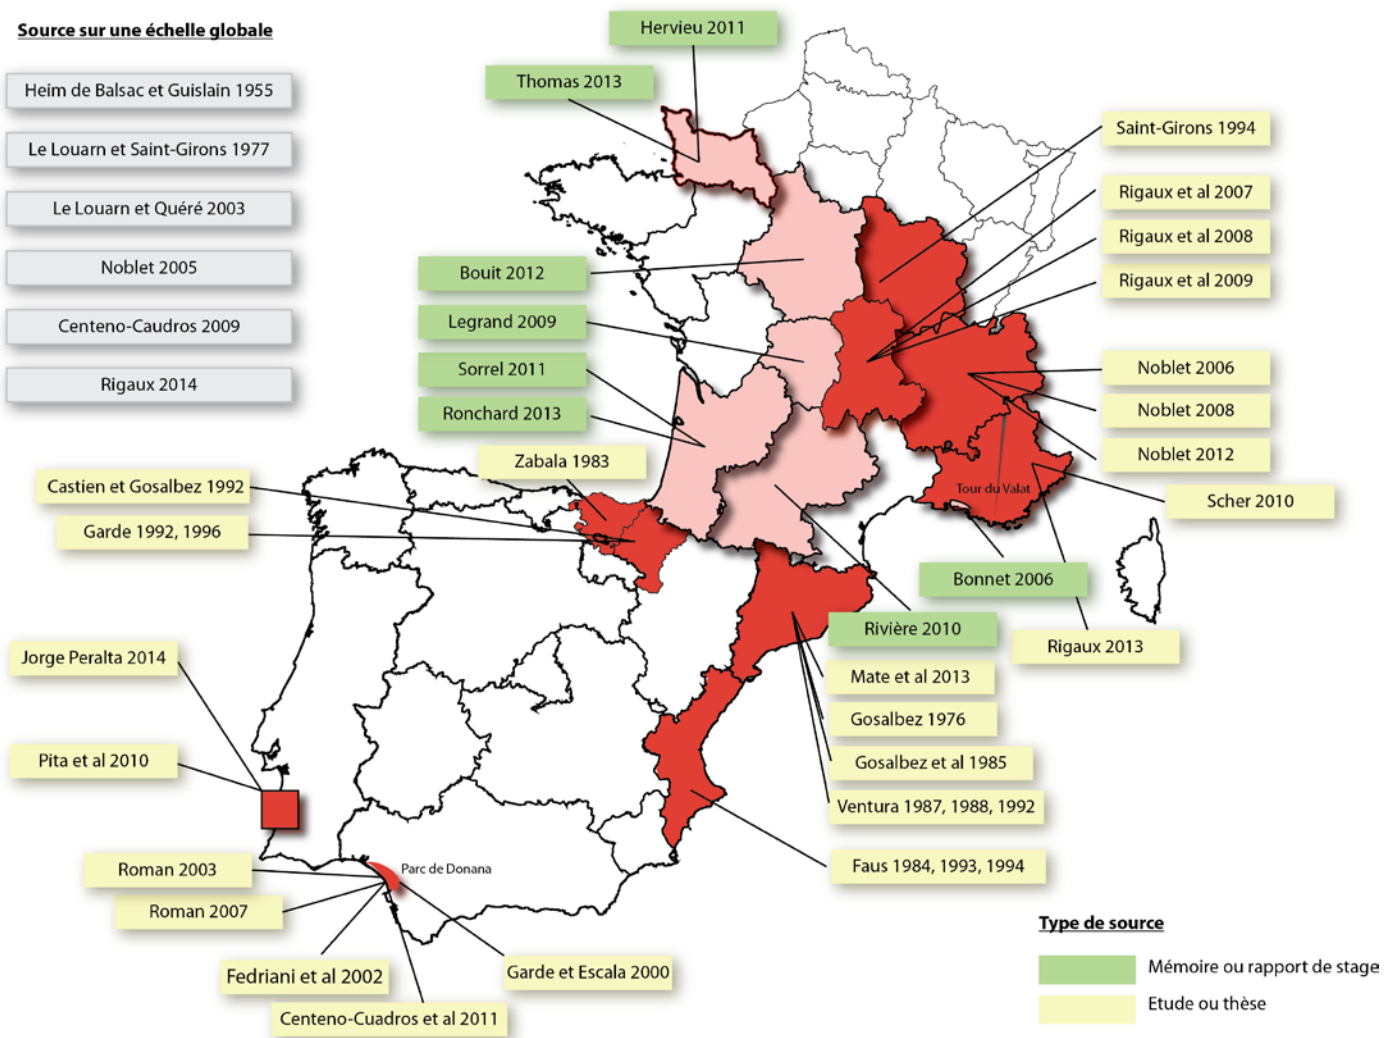 Source sur une échelle globale
Heim de Balsac et Guislain 1955
Le Louarn et Saint-Girons 1977
Le Louarn et Quéré 2003
Noblet 2005
Centeno-Caudros 2009
Rigaux 2014
Hervieu 2011
Thomas 2013
Saint-Girons 1994
Rigaux et al 2007
Rigaux et al 2008
Rigaux et al 2009
Bouit 2012
Legrand 2009
Sorrel 2011
Ronchard 2013
Noblet 2006
Noblet 2008
Noblet 2012
Zabala 1983
Castien et Gosalbez 1992
Garde 1992, 1996
Tour du Valat
Scher 2010
Bonnet 2006
Rivière 2010
Rigaux 2013
Mate et al 2013
Gosalbez 1976
Gosalbez et al 1985
Ventura 1987, 1988, 1992
Faus 1984, 1993, 1994
Jorge Peralta 2014
Pita et al 2010
Roman 2003
Parc de Donana
Roman 2007
Fedriani et al 2002
Garde et Escala 2000
Centeno-Cuadros et al 2011
Type de source
Mémoire ou rapport de stage
Etude ou thèse